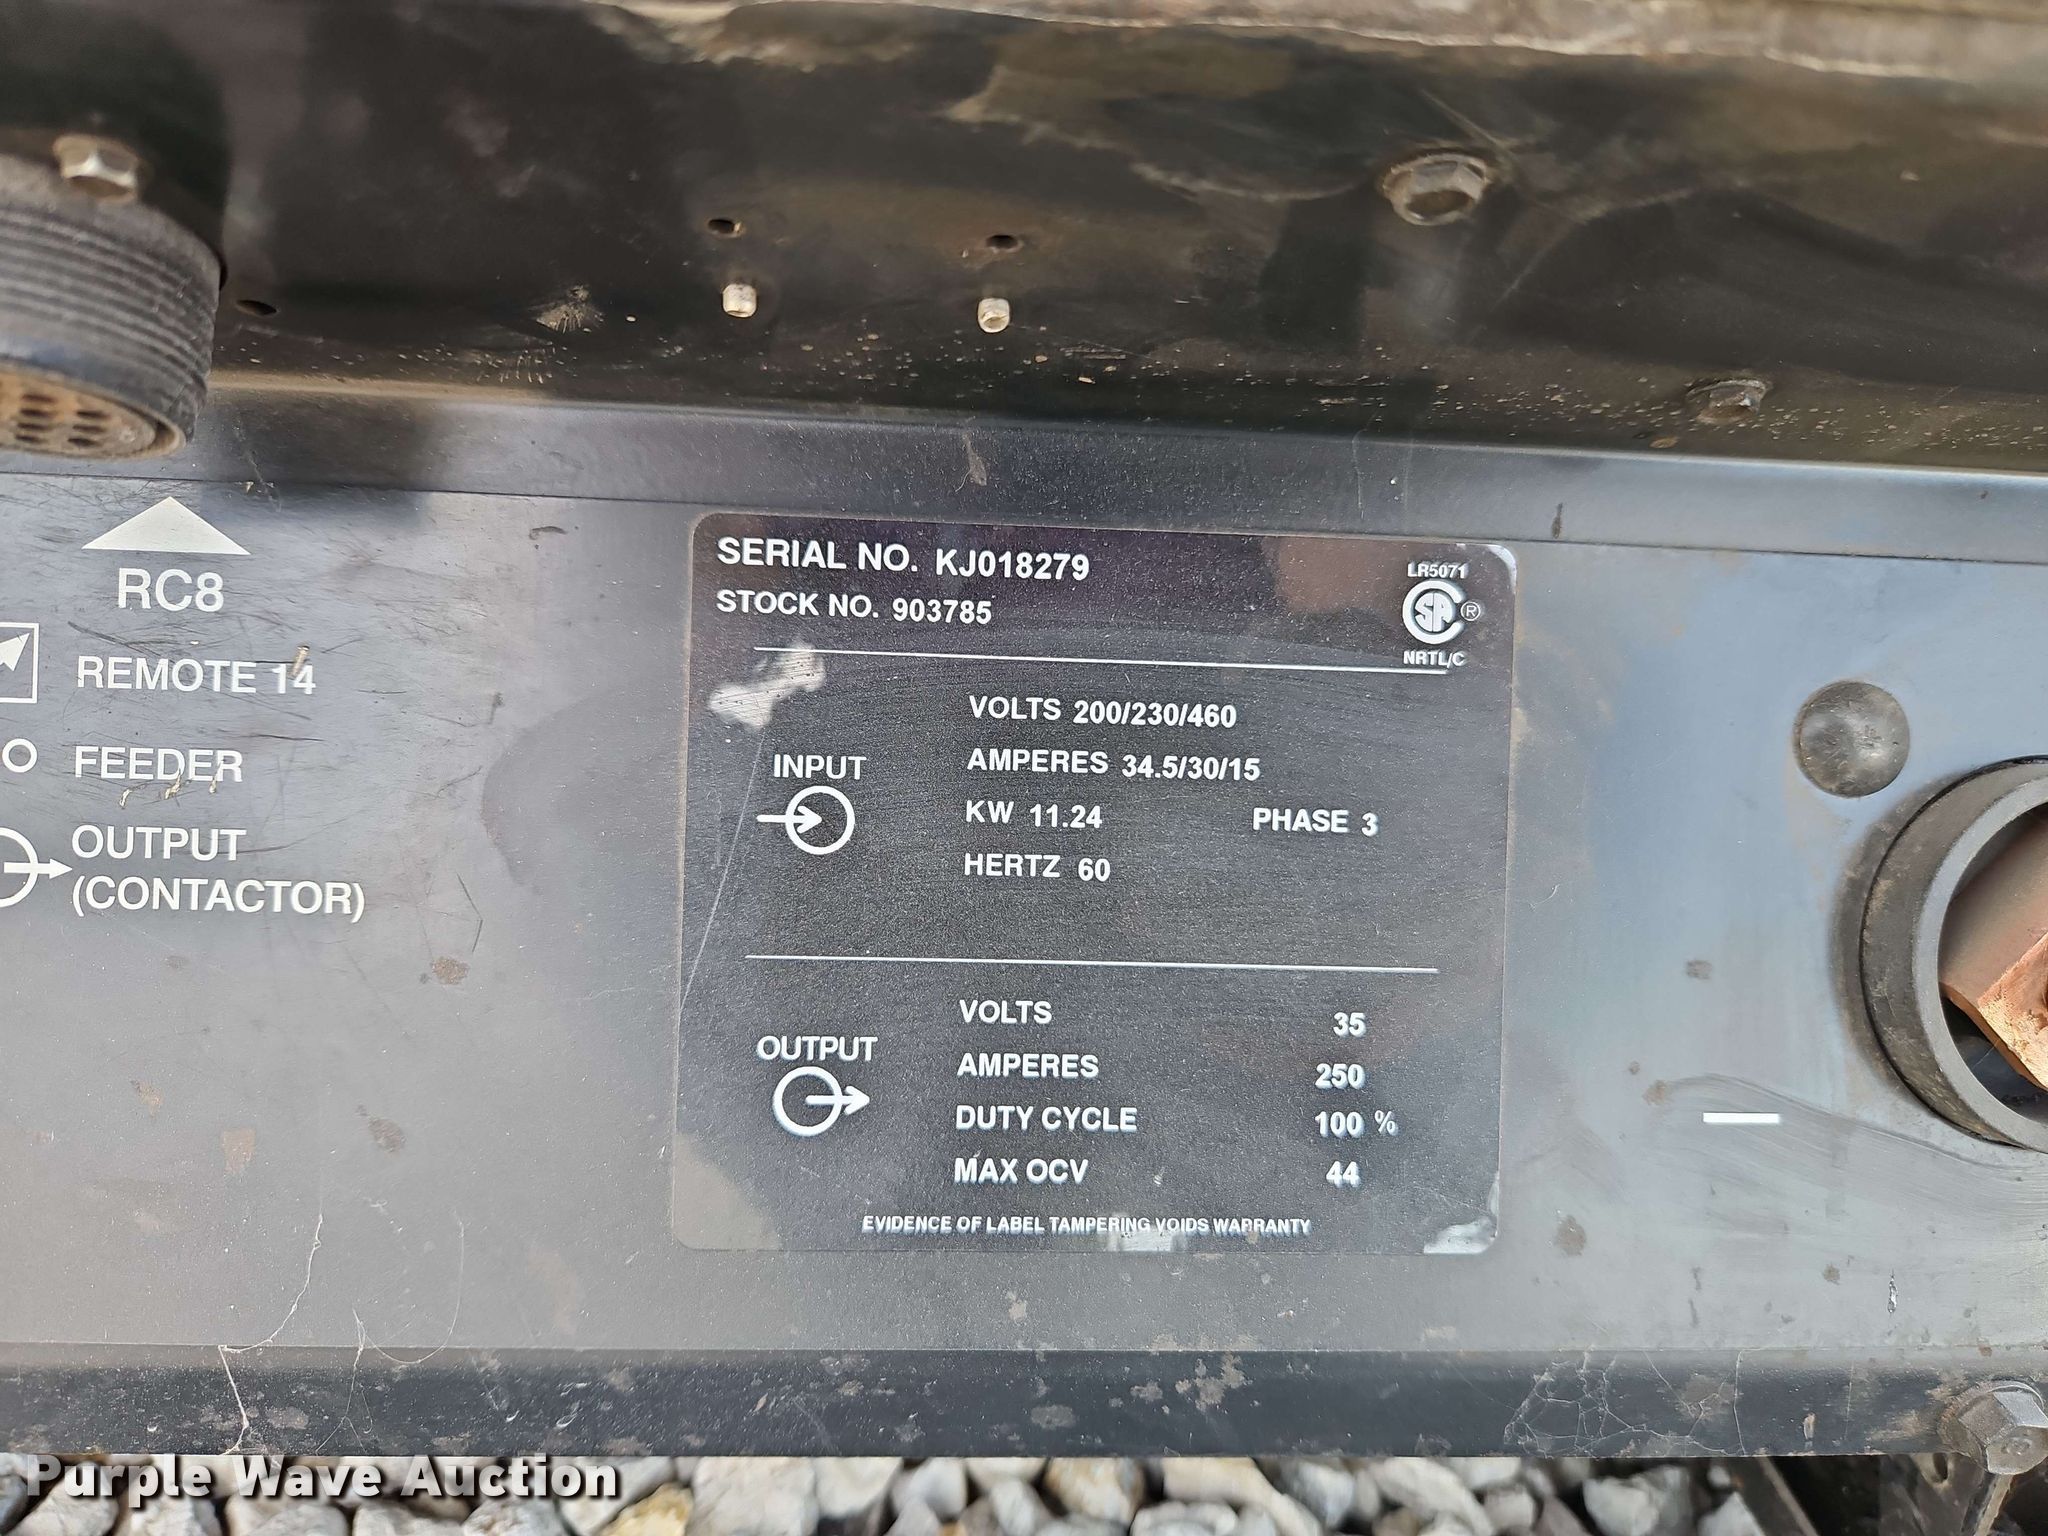 RC8
REMOTE 14
FEEDER
OUTPUT
(CONTACTOR)
SERIAL NO. KJ018279
STOCK NO. 903785
LR5071
SA ®
NRTL/C
INPUT
VOLTS 200/230/460
AMPERES 34.5/30/15
KW 11.24 PHASE 3
HERTZ 60
OUTPUT
VOLTS 35
AMPERES 250
DUTY CYCLE 100 %
MAX OCV 44
EVIDENCE OF LABEL TAMPERING VOIDS WARRANTY
Purple Wave Auction